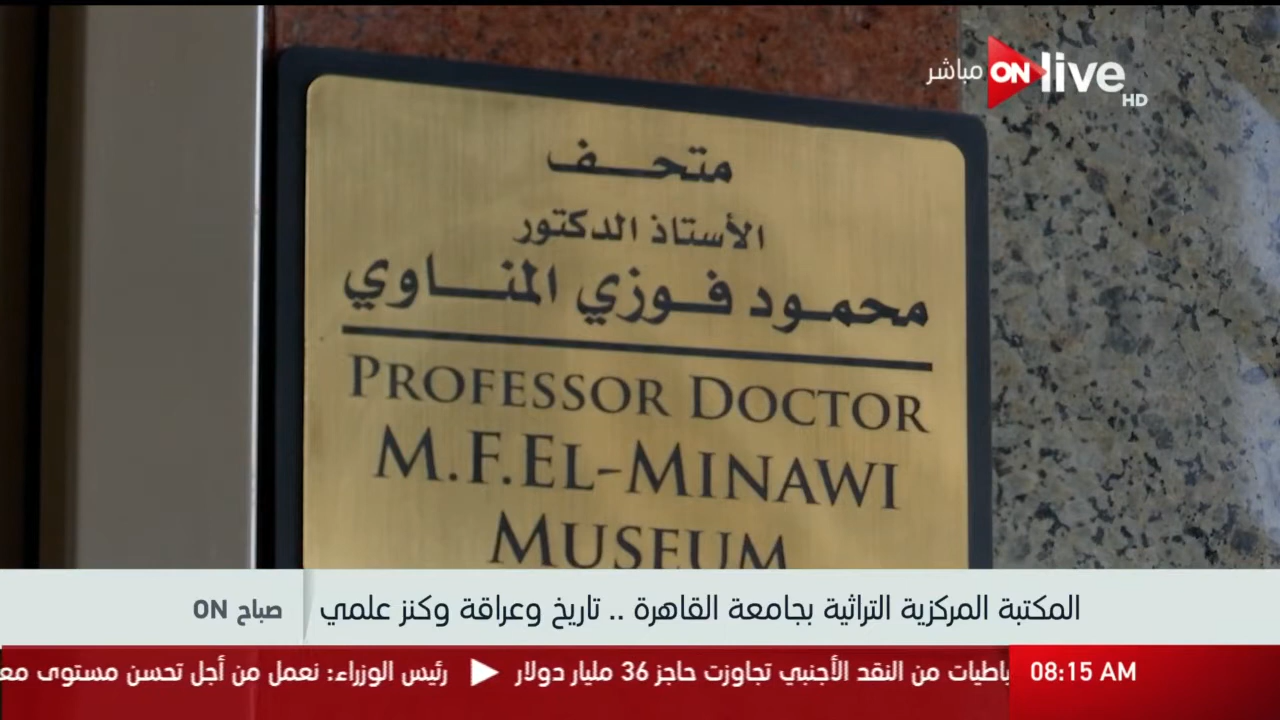 مباشر ON live HD
متحف
الأستاذ الدكتور
محمود فوزي المناوي
PROFESSOR DOCTOR
M.F.EL-MINAWI
MUSEUM
المكتبة المركزية التراثية بجامعة القاهرة .. تاريخ وعراقة وكنز علمي
صباح ON
08:15 AM
من النقد الأجنبي تجاوزت حاجز 36 مليار دولار ◀ رئيس الوزراء: نعمل من أجل تحسن مستوى